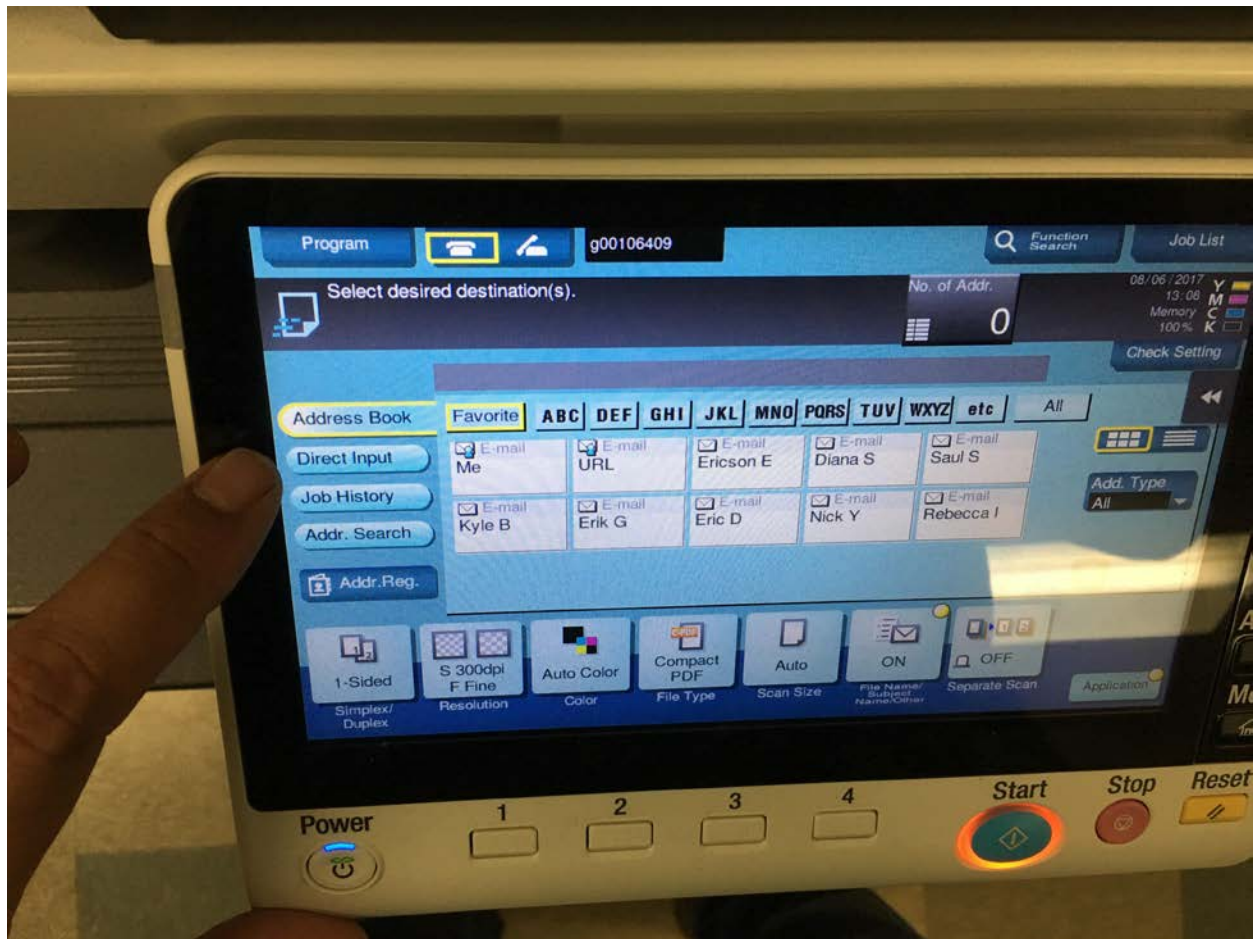 Program
g00106409
Function Search
Job List
Select desired destination(s).
No. of Addr.
0
08/06/2017
13:08
Memory
100%
Y
M
C
K
Check Setting
Address Book
Favorite
ABC
DEF
GHI
JKL
MNO
PQRS
TUV
WXYZ
etc
All
Direct Input
E-mail
Me
E-mail
URL
E-mail
Ericson E
E-mail
Diana S
E-mail
Saul S
Add. Type
All
Job History
Addr. Search
E-mail
Kyle B
E-mail
Erik G
E-mail
Eric D
E-mail
Nick Y
E-mail
Rebecca I
Addr.Reg.
1-Sided
Simplex/
Duplex
S 300dpi
F Fine
Resolution
Auto Color
Color
Compact
PDF
File Type
Auto
Scan Size
ON
File Name/
Subject
Name/Other
OFF
Separate Scan
Application
Power
1
2
3
4
Start
Stop
Reset